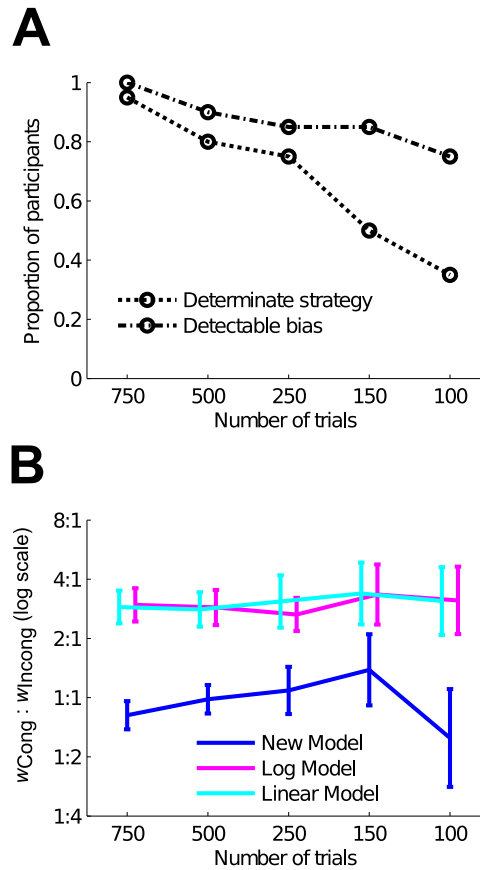 A
Proportion of participants
1
0.8
0.6
0.4
0.2
0
Determinate strategy
Detectable bias
750 500 250 150 100
Number of trials
B
wCong : wIncong (log scale)
8:1
4:1
2:1
1:1
1:2
1:4
New Model
Log Model
Linear Model
750 500 250 150 100
Number of trials